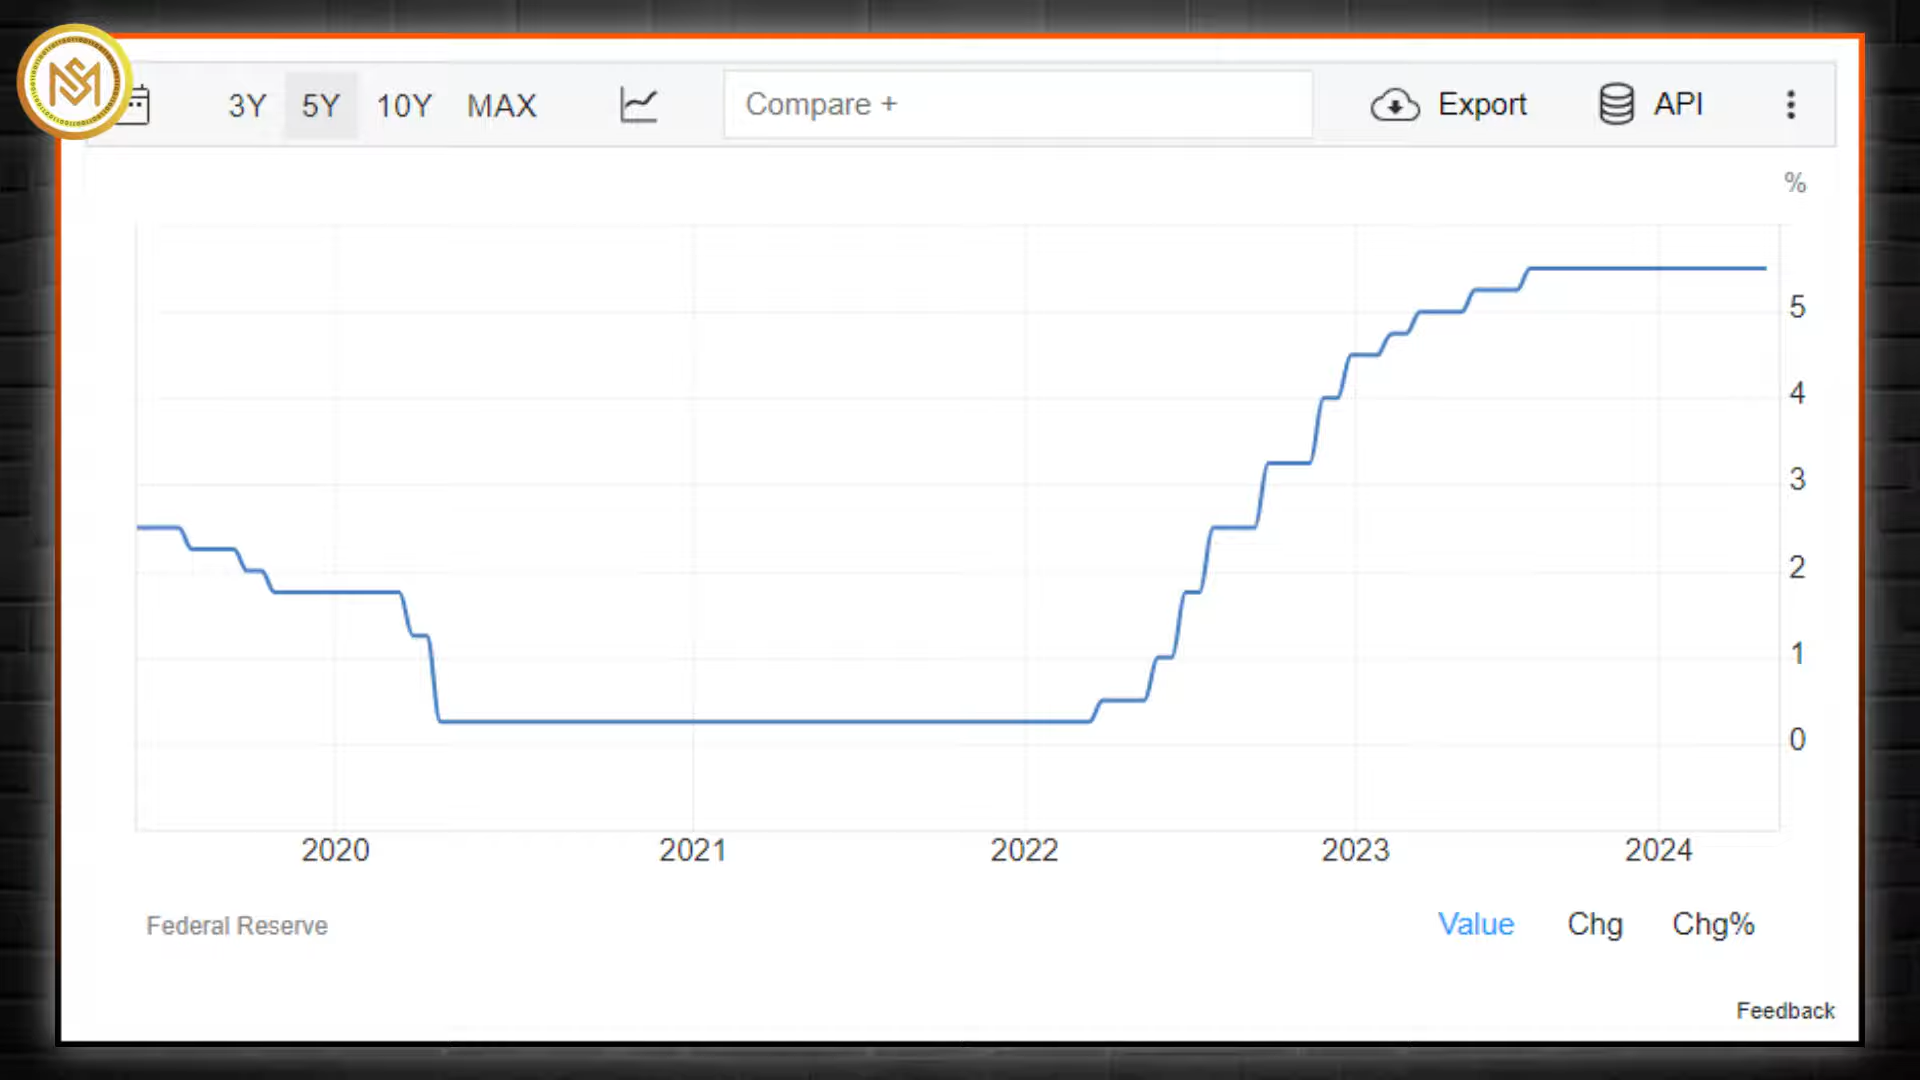 3Y 5Y 10Y MAX Compare + Export API
%
5
4
3
2
1
0
2020 2021 2022 2023 2024
Federal Reserve Value Chg Chg%
Feedback